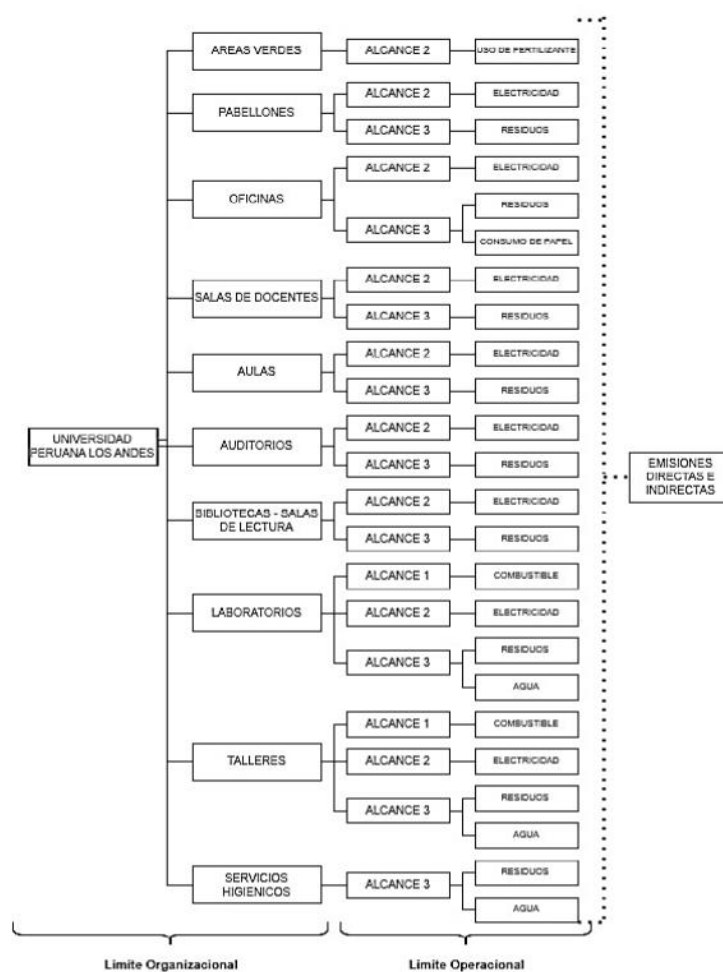 AREAS VERDES
ALCANCE 2
USO DE FERTILIZANTE
PABELLONES
ALCANCE 2
ELECTRICIDAD
ALCANCE 3
RESIDUOS
OFICINAS
ALCANCE 2
ELECTRICIDAD
ALCANCE 3
RESIDUOS
CONSUMO DE PAPEL
SALAS DE DOCENTES
ALCANCE 2
ELECTRICIDAD
ALCANCE 3
RESIDUOS
AULAS
ALCANCE 2
ELECTRICIDAD
ALCANCE 3
RESIDUOS
UNIVERSIDAD
PERUANA LOS ANDES
AUDITORIOS
ALCANCE 2
ELECTRICIDAD
ALCANCE 3
RESIDUOS
EMISIONES
DIRECTAS E
INDIRECTAS
BIBLIOTECAS - SALAS
DE LECTURA
ALCANCE 2
ELECTRICIDAD
ALCANCE 3
RESIDUOS
LABORATORIOS
ALCANCE 1
COMBUSTIBLE
ALCANCE 2
ELECTRICIDAD
ALCANCE 3
RESIDUOS
AGUA
TALLERES
ALCANCE 1
COMBUSTIBLE
ALCANCE 2
ELECTRICIDAD
ALCANCE 3
RESIDUOS
AGUA
SERVICIOS
HIGIENICOS
ALCANCE 3
RESIDUOS
AGUA
Limite Organizacional
Limite Operacional